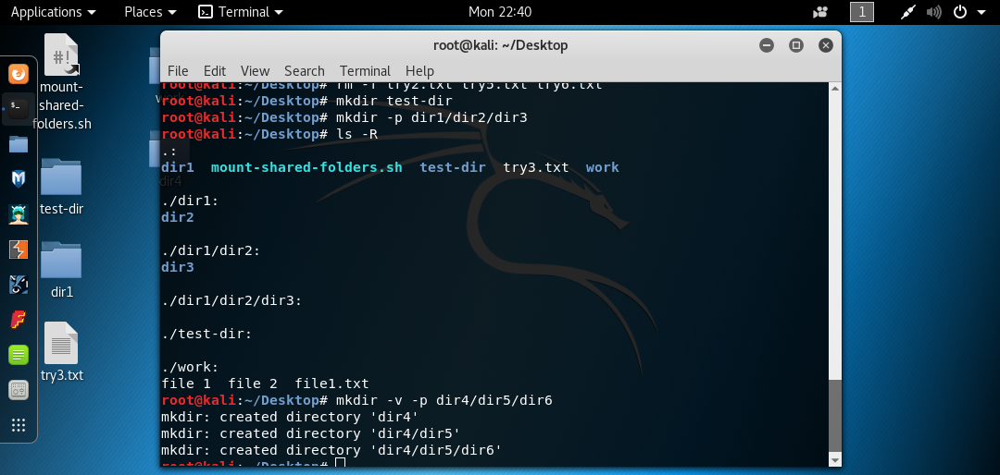 Applications Places Terminal Mon 22:40 1
root@kali: ~/Desktop
File Edit View Search Terminal Help
root@kali:~/Desktop# rm -r try2.txt try5.txt try6.txt
root@kali:~/Desktop# mkdir test-dir
root@kali:~/Desktop# mkdir -p dir1/dir2/dir3
root@kali:~/Desktop# ls -R
.:
dir1 mount-shared-folders.sh test-dir try3.txt work
./dir1:
dir2
./dir1/dir2:
dir3
./dir1/dir2/dir3:
./test-dir:
./work:
file 1 file 2 file1.txt
root@kali:~/Desktop# mkdir -v -p dir4/dir5/dir6
mkdir: created directory 'dir4'
mkdir: created directory 'dir4/dir5'
mkdir: created directory 'dir4/dir5/dir6'
root@kali:~/Desktop#
#!
mount-
shared-
folders.sh
test-dir
dir1
try3.txt
dir4
$_